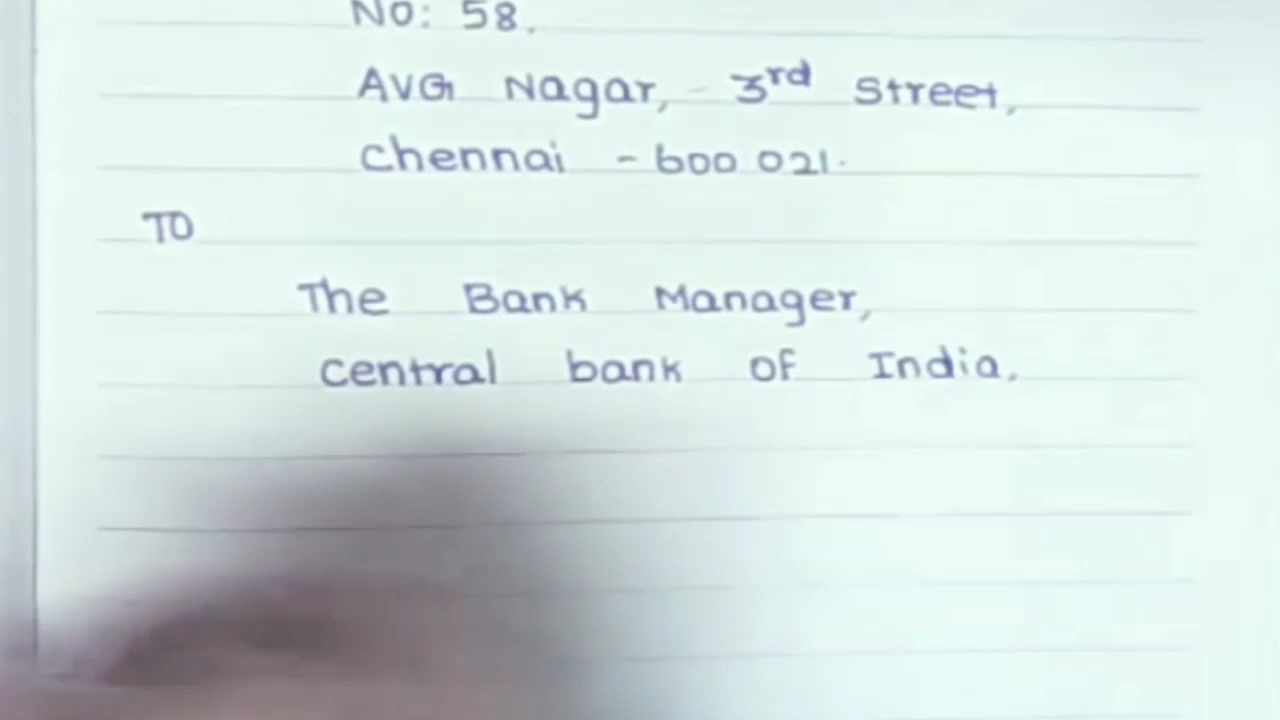 No: 58.
AVG Nagar, 3rd Street,
Chennai - 600 021.
TO
The Bank Manager,
central bank of India.